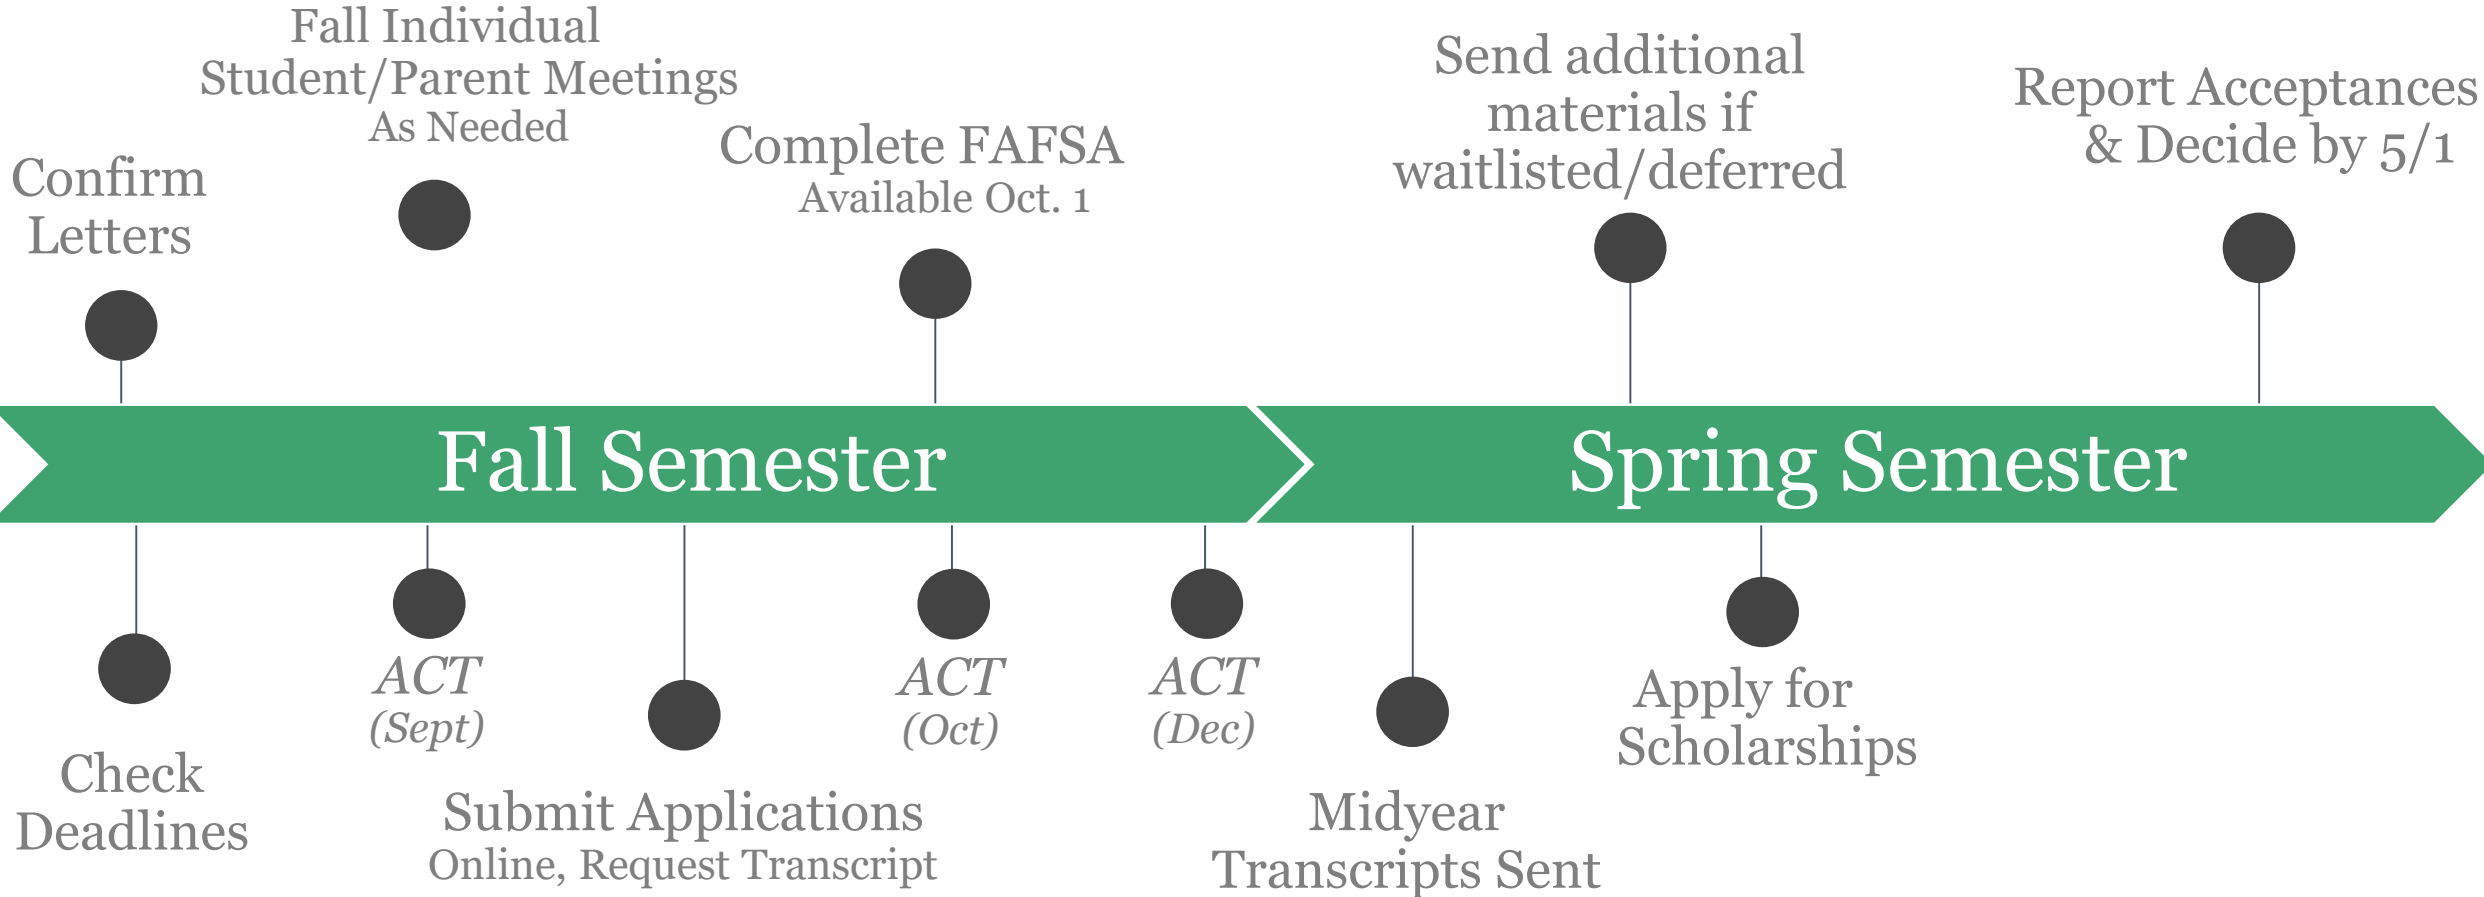 Fall Individual
Student/Parent Meetings
As Needed
Confirm
Letters
Complete FAFSA
Available Oct. 1
Send additional
materials if
waitlisted/deferred
Report Acceptances
& Decide by 5/1
Fall Semester
Spring Semester
Check
Deadlines
ACT
(Sept)
Submit Applications
Online, Request Transcript
ACT
(Oct)
ACT
(Dec)
Midyear
Transcripts Sent
Apply for
Scholarships